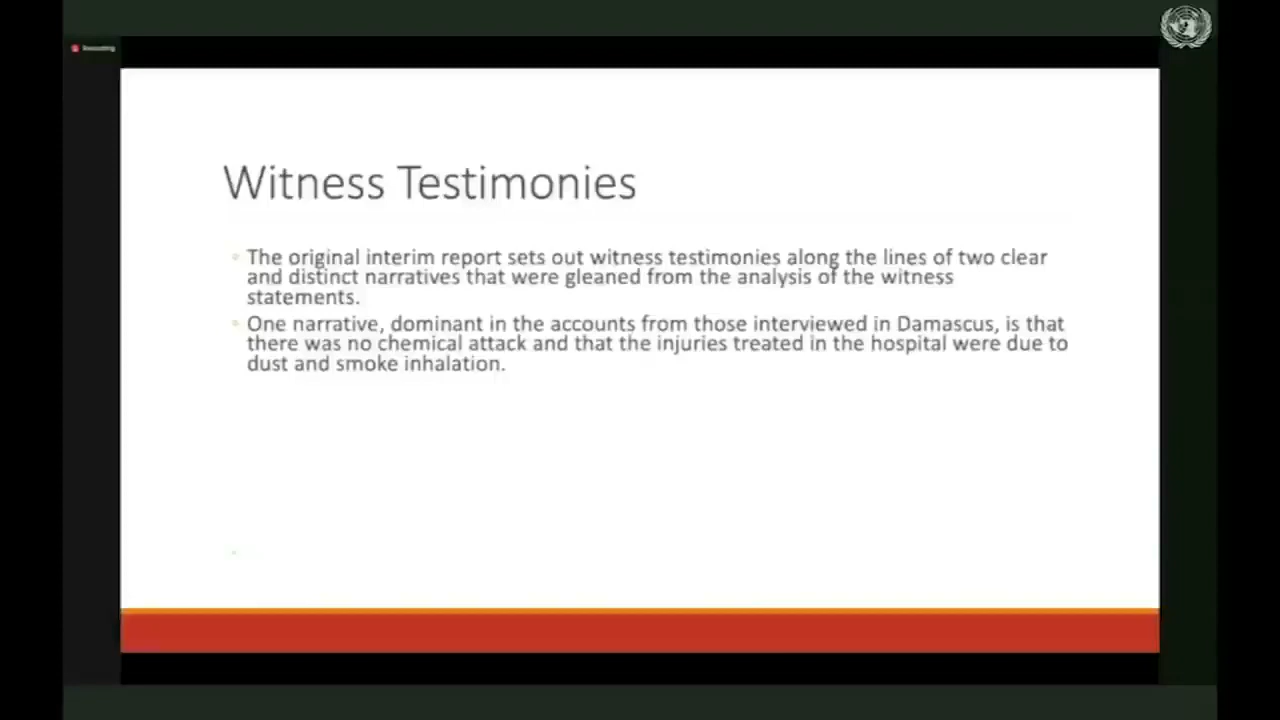 Witness Testimonies
The original interim report sets out witness testimonies along the lines of two clear
and distinct narratives that were gleaned from the analysis of the witness
statements.
One narrative, dominant in the accounts from those interviewed in Damascus, is that
there was no chemical attack and that the injuries treated in the hospital were due to
dust and smoke inhalation.